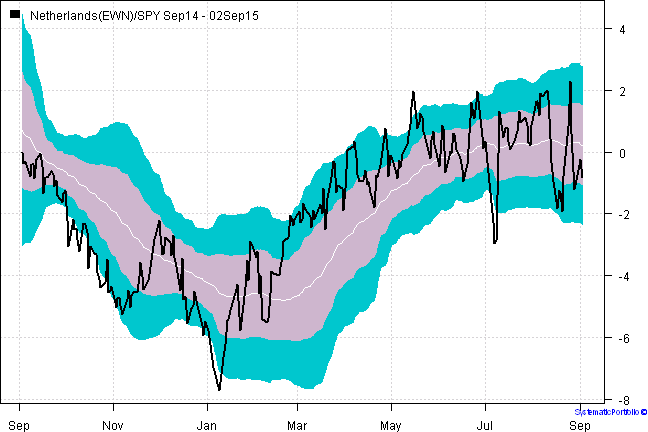 Netherlands(EWN)/SPY Sep14 - 02Sep15
4
2
0
-2
-4
-6
-8
SystematicPortfolio ©
Sep Nov Jan Mar May Jul Sep